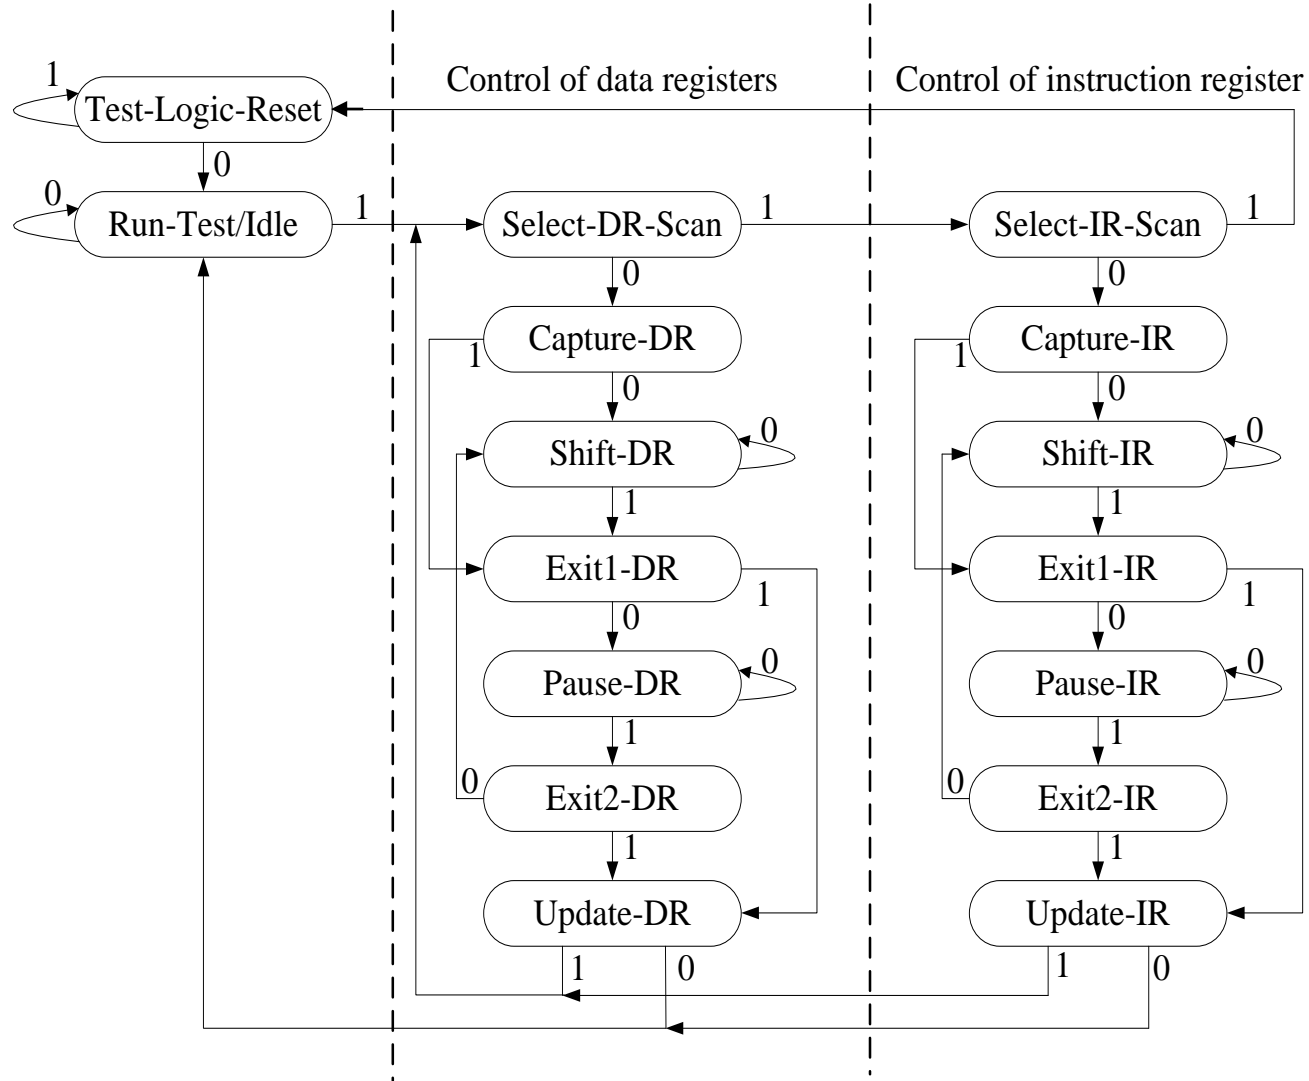 Control of data registers
Control of instruction register
1
Test-Logic-Reset
0
0
Run-Test/Idle
1
Select-DR-Scan
1
Select-IR-Scan
1
0
0
Capture-DR
1
Capture-IR
1
0
0
Shift-DR
0
Shift-IR
0
1
1
Exit1-DR
1
Exit1-IR
1
0
0
Pause-DR
0
Pause-IR
0
1
1
0
Exit2-DR
0
Exit2-IR
1
1
Update-DR
Update-IR
1
0
1
0